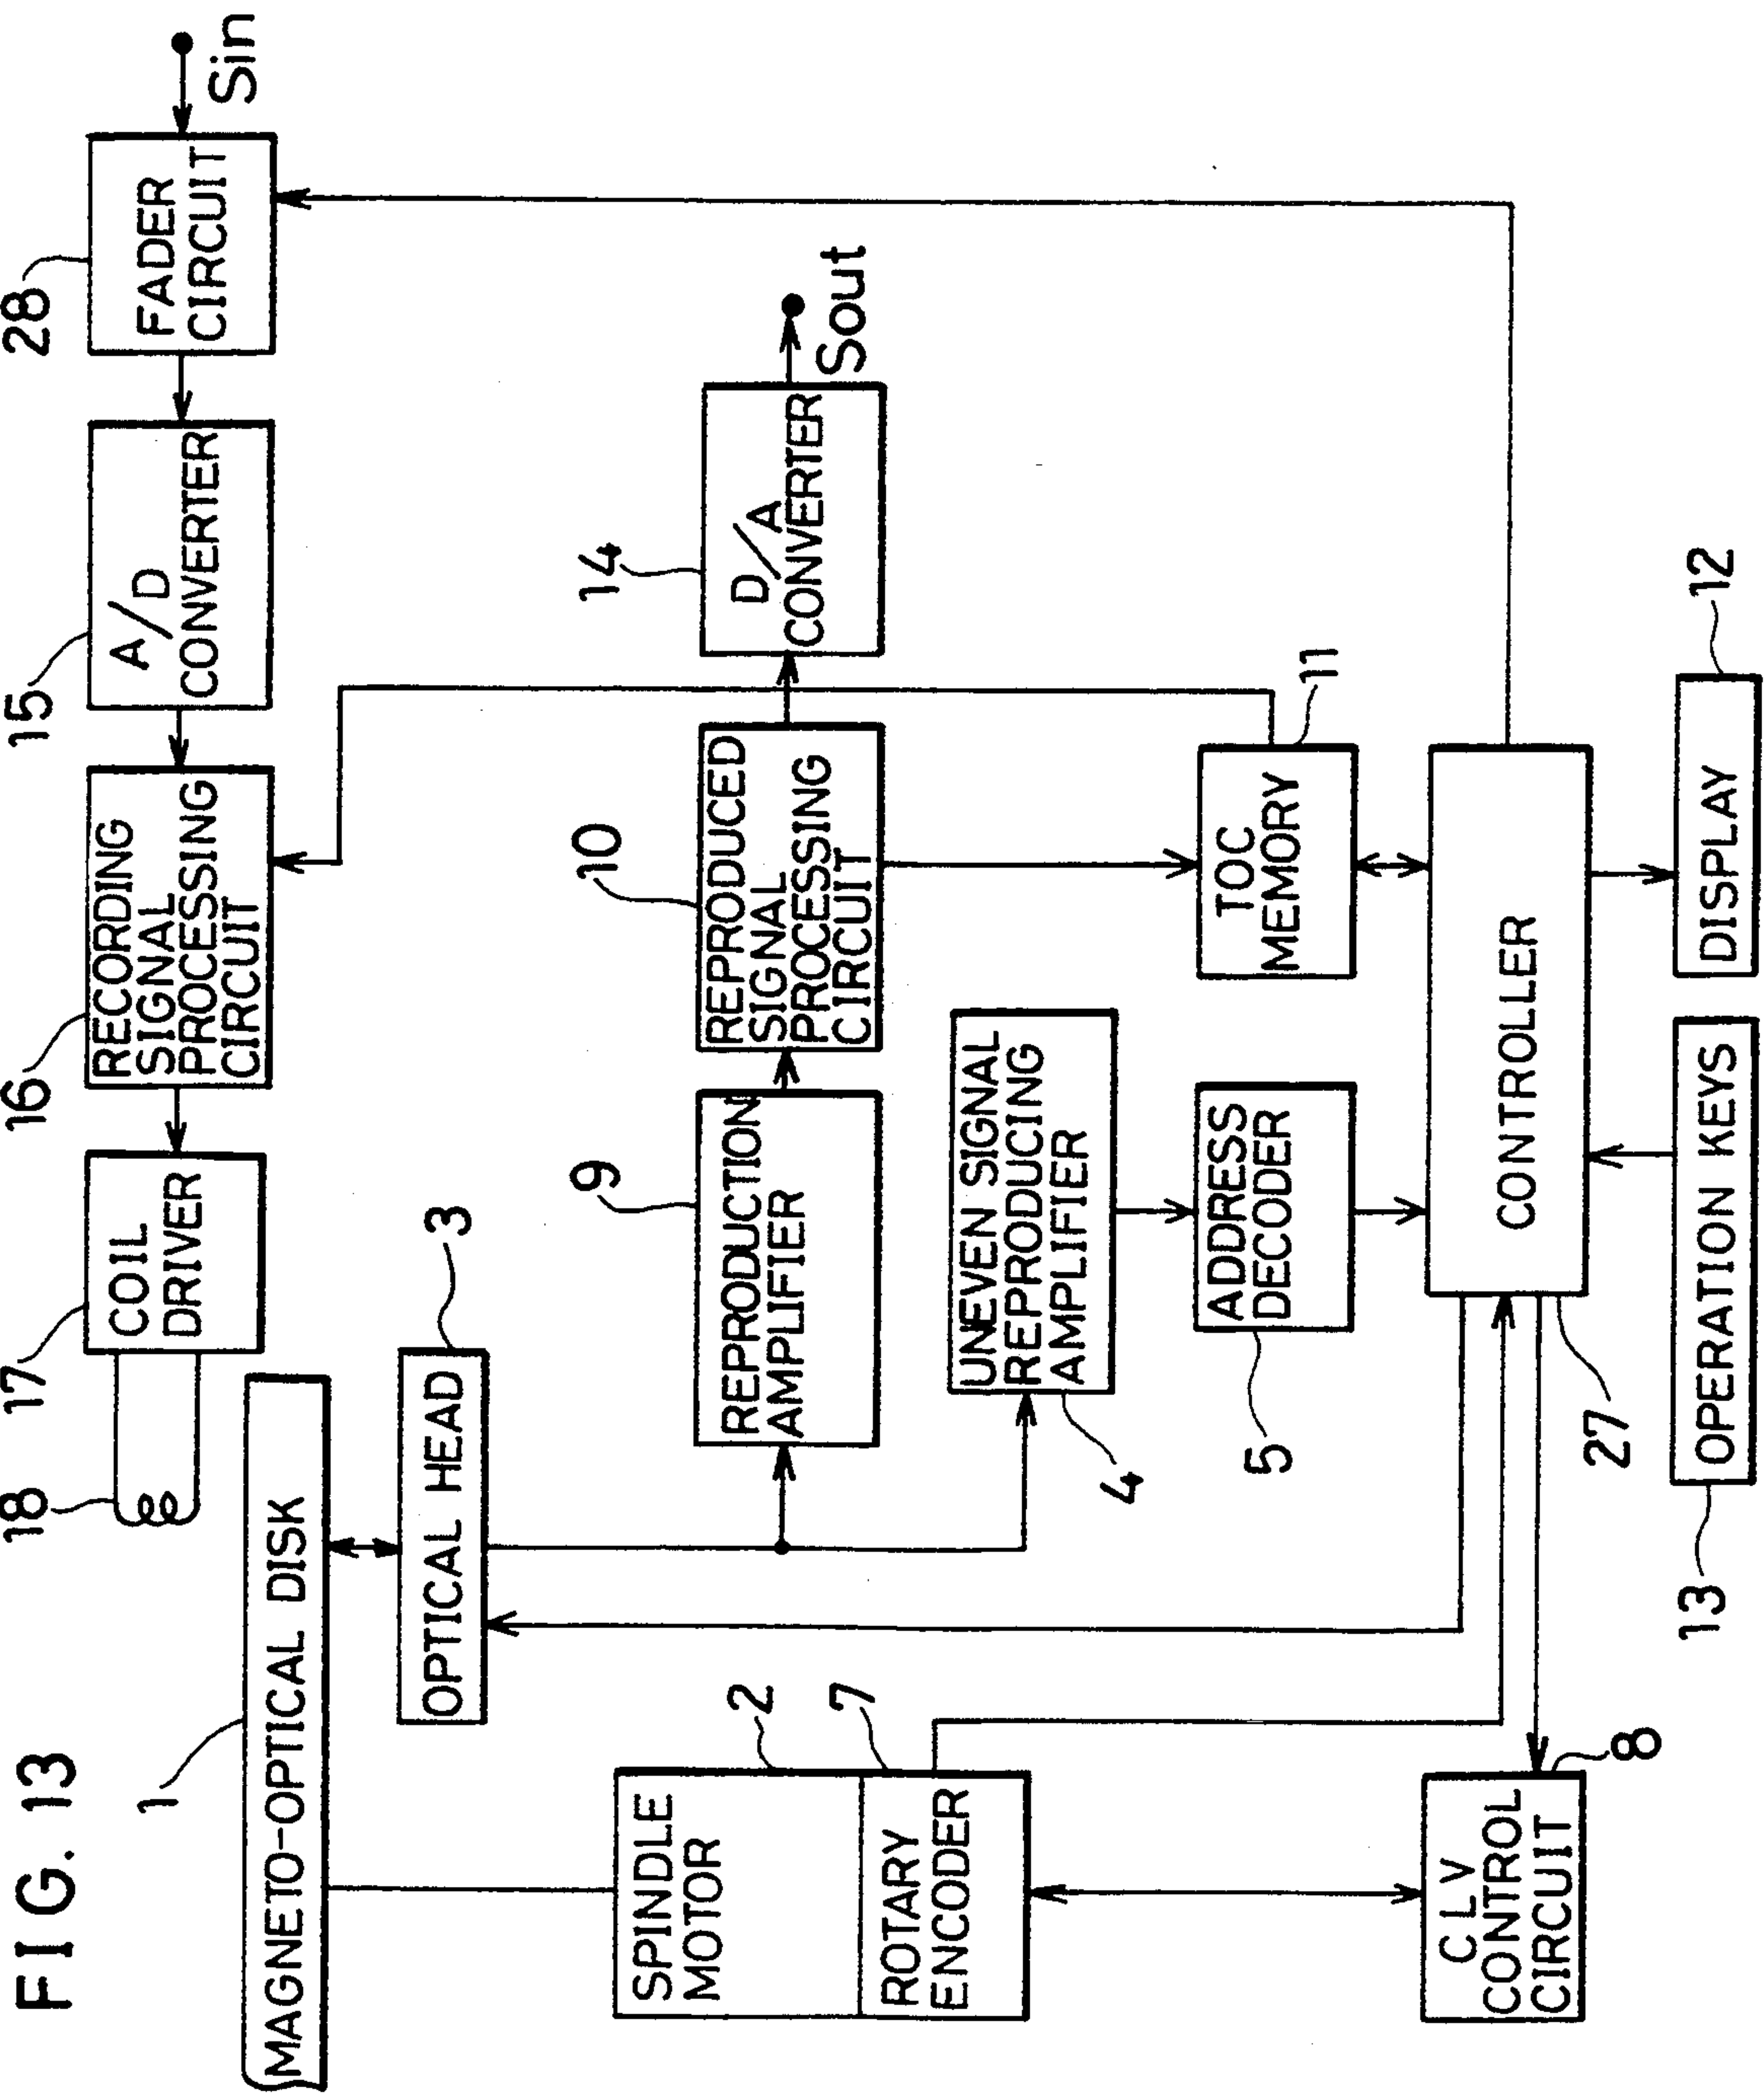 FIG. 13
1
MAGNETO-OPTICAL DISK
18
17
COIL
DRIVER
16
RECORDING
SIGNAL
PROCESSING
CIRCUIT
15
A/D
CONVERTER
28
FADER
CIRCUIT
Sin
3
OPTICAL HEAD
2
SPINDLE
MOTOR
7
ROTARY
ENCODER
9
REPRODUCTION
AMPLIFIER
10
REPRODUCED
SIGNAL
PROCESSING
CIRCUIT
14
D/A
CONVERTER
Sout
UNEVEN SIGNAL
REPRODUCING
AMPLIFIER
4
ADDRESS
DECODER
5
TOC
MEMORY
11
8
CLV
CONTROL
CIRCUIT
CONTROLLER
27
13
OPERATION KEYS
DISPLAY
12